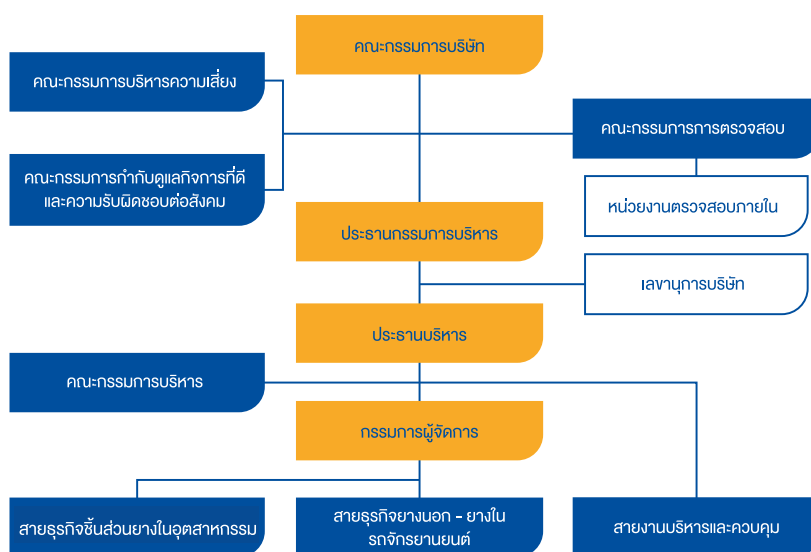 คณะกรรมการบริษัท
คณะกรรมการบริหารความเสี่ยง
คณะกรรมการการตรวจสอบ
คณะกรรมการกำกับดูแลกิจการที่ดี
และความรับผิดชอบต่อสังคม
หน่วยงานตรวจสอบภายใน
ประธานกรรมการบริหาร
เลขานุการบริษัท
ประธานบริหาร
คณะกรรมการบริหาร
กรรมการผู้จัดการ
สายธุรกิจชิ้นส่วนยางในอุตสาหกรรม
สายธุรกิจยางนอก - ยางใน
รถจักรยานยนต์
สายงานบริหารและควบคุม